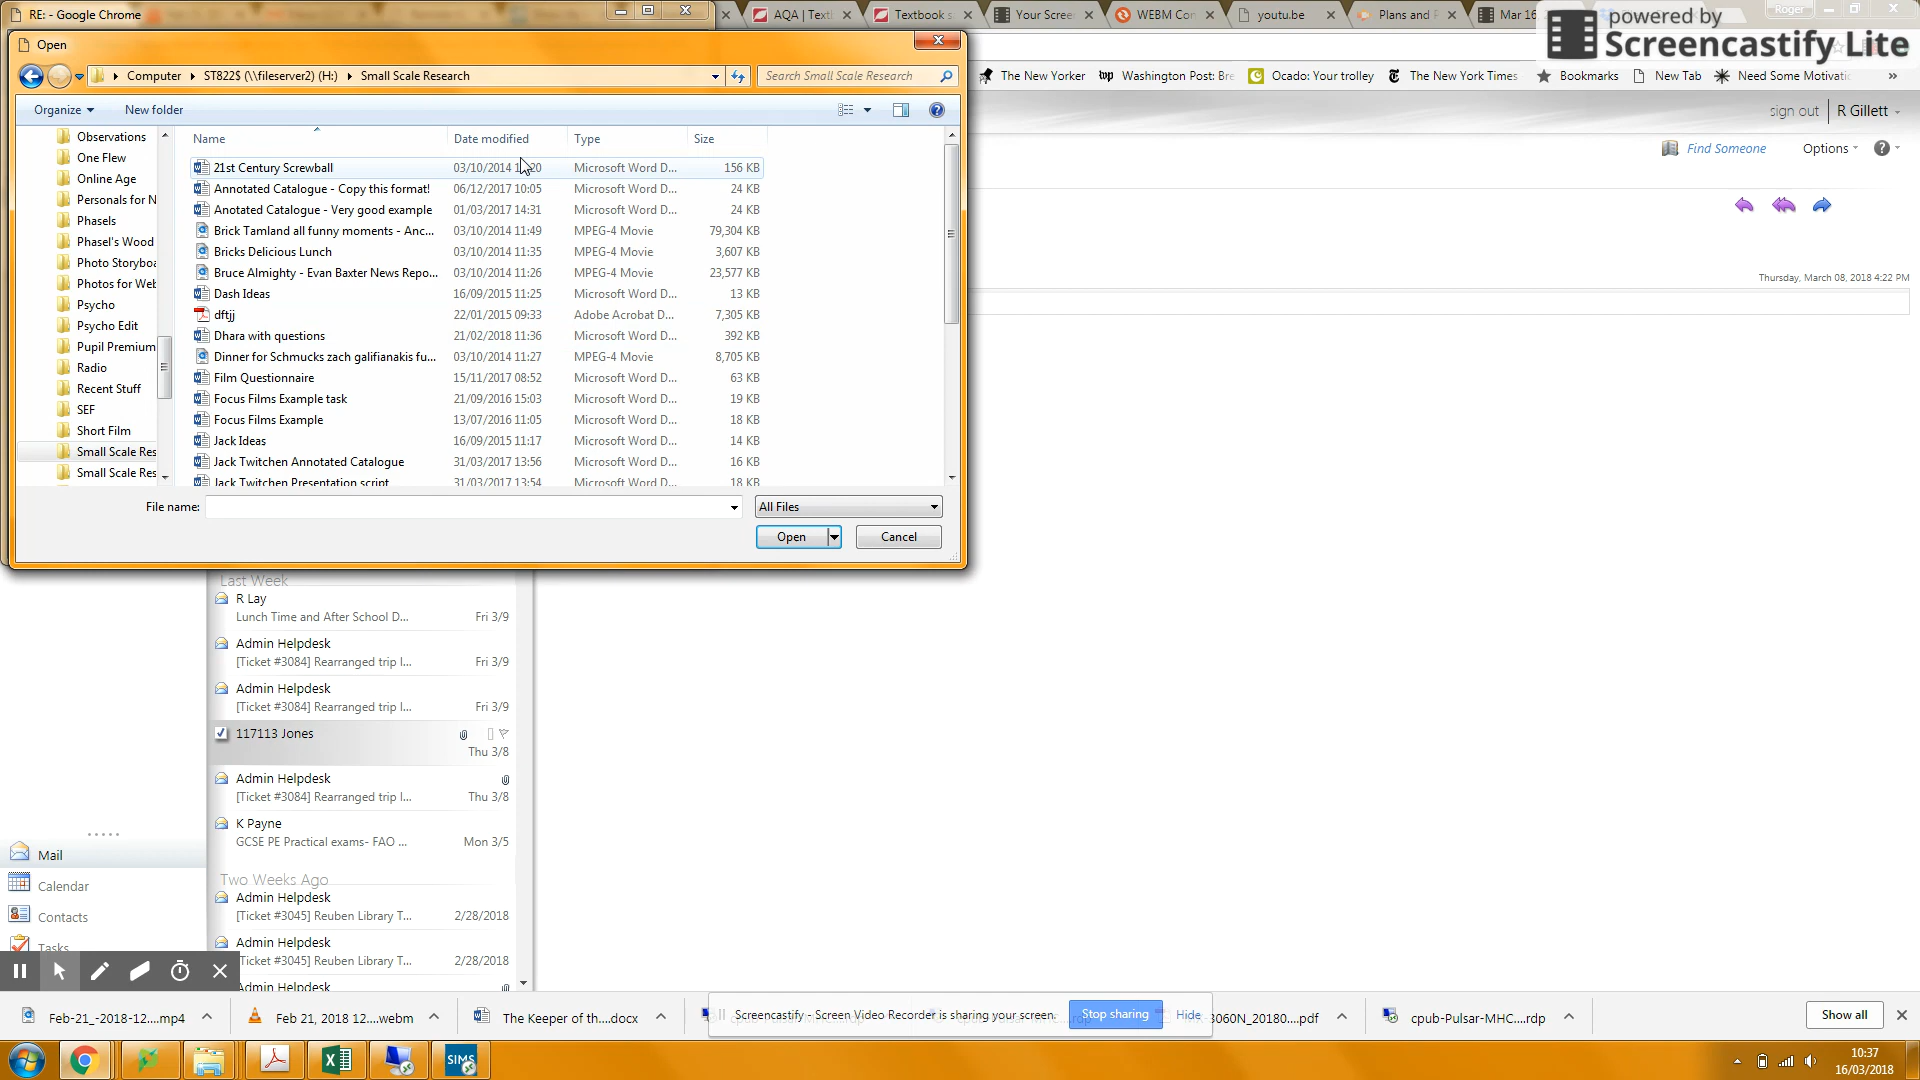 RE: - Google Chrome
AQA | Texti
Textbook s
Your Scree
WEBM Con
youtu.be
Plans and P
Mar 16
Roger
powered by
Screencastify Lite
Open
Computer ST822$ (\\fileserver2) (H:) Small Scale Research
Search Small Scale Research
The New Yorker
Washington Post: Bre
Ocado: Your trolley
The New York Times
Bookmarks
New Tab
Need Some Motivatio
»
Organize
New folder
sign out
R Gillett
Find Someone
Options
Thursday, March 08, 2018 4:22 PM
Observations
One Flew
Online Age
Personals for N
Phasels
Phasel's Wood
Photo Storyboa
Photos for Web
Psycho
Psycho Edit
Pupil Premium
Radio
Recent Stuff
SEF
Short Film
Small Scale Res
Small Scale Res
Name Date modified Type Size
21st Century Screwball 03/10/2014 Microsoft Word D... 156 KB
Annotated Catalogue - Copy this format! 06/12/2017 10:05 Microsoft Word D... 24 KB
Anotated Catalogue - Very good example 01/03/2017 14:31 Microsoft Word D... 24 KB
Brick Tamland all funny moments - Anc... 03/10/2014 11:49 MPEG-4 Movie 79,304 KB
Bricks Delicious Lunch 03/10/2014 11:35 MPEG-4 Movie 3,607 KB
Bruce Almighty - Evan Baxter News Repo... 03/10/2014 11:26 MPEG-4 Movie 23,577 KB
Dash Ideas 16/09/2015 11:25 Microsoft Word D... 13 KB
dftjj 22/01/2015 09:33 Adobe Acrobat D... 7,305 KB
Dhara with questions 21/02/2018 11:36 Microsoft Word D... 392 KB
Dinner for Schmucks zach galifianakis fu... 03/10/2014 11:27 MPEG-4 Movie 8,705 KB
Film Questionnaire 15/11/2017 08:52 Microsoft Word D... 63 KB
Focus Films Example task 21/09/2016 15:03 Microsoft Word D... 19 KB
Focus Films Example 13/07/2016 11:05 Microsoft Word D... 18 KB
Jack Ideas 16/09/2015 11:17 Microsoft Word D... 14 KB
Jack Twitchen Annotated Catalogue 31/03/2017 13:56 Microsoft Word D... 16 KB
Jack Twitchen Presentation script 31/03/2017 13:54 Microsoft Word D... 18 KB
File name:
All Files
Open
Cancel
Last Week
R Lay
Lunch Time and After School D... Fri 3/9
Admin Helpdesk
[Ticket #3084] Rearranged trip l... Fri 3/9
Admin Helpdesk
[Ticket #3084] Rearranged trip l... Fri 3/9
117113 Jones
Thu 3/8
Admin Helpdesk
[Ticket #3084] Rearranged trip l... Thu 3/8
K Payne
GCSE PE Practical exams- FAO ... Mon 3/5
Two Weeks Ago
Admin Helpdesk
[Ticket #3045] Reuben Library T... 2/28/2018
Admin Helpdesk
Ticket #3045] Reuben Library T... 2/28/2018
Admin Helpdesk
Mail
Calendar
Contacts
Tasks
Feb-21_-2018-12....mp4
Feb 21, 2018 12....webm
The Keeper of th....docx
Screencastify - Screen Video Recorder is sharing your screen.
Stop sharing
Hide
3060N_20180....pdf
cpub-Pulsar-MHC....rdp
Show all
SIMS
10:37
16/03/2018